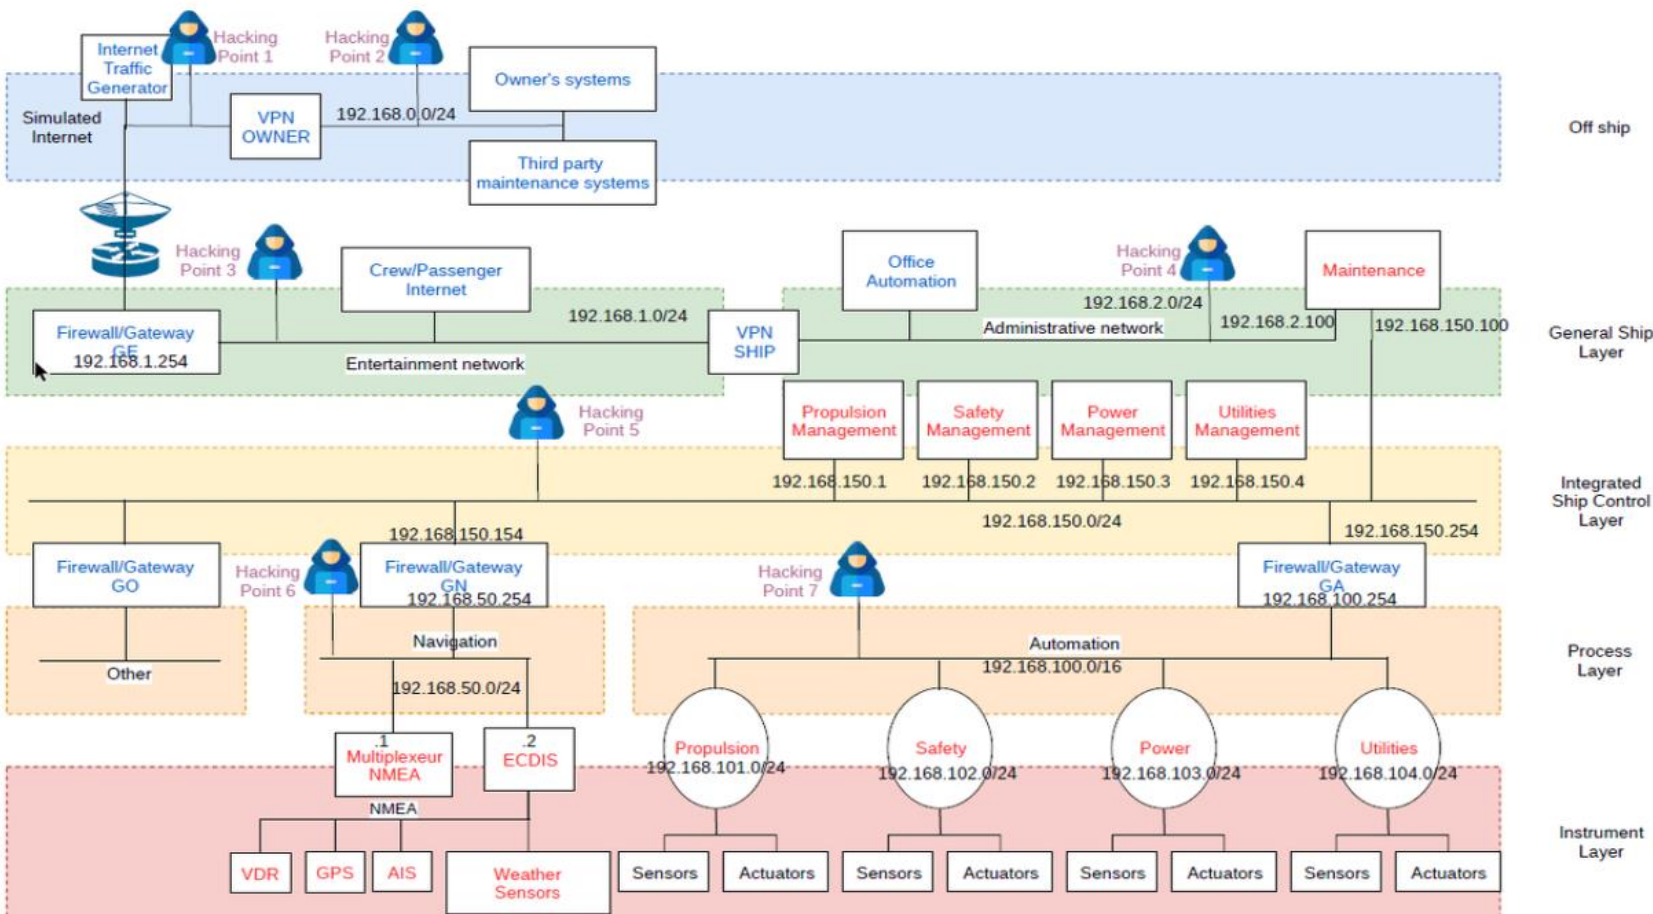 Internet
Traffic
Generator
Hacking
Point 1
Hacking
Point 2
Owner's systems
Simulated
Internet
VPN
OWNER
192.168.0.0/24
Off ship
Third party
maintenance systems
Hacking
Point 3
Crew/Passenger
Internet
Office
Automation
Hacking
Point 4
Maintenance
192.168.2.0/24
192.168.1.0/24
Firewall/Gateway
GE
192.168.1.254
VPN
SHIP
Administrative network
192.168.2.100
192.168.150.100
General Ship
Layer
Entertainment network
Hacking
Point 5
Propulsion
Management
Safety
Management
Power
Management
Utilities
Management
192.168.150.1
192.168.150.2
192.168.150.3
192.168.150.4
Integrated
Ship Control
Layer
192.168.150.0/24
192.168.150.154
192.168.150.254
Firewall/Gateway
GO
Hacking
Point 6
Firewall/Gateway
GN
192.168.50.254
Hacking
Point 7
Firewall/Gateway
GA
192.168.100.254
Navigation
Automation
192.168.100.0/16
Process
Layer
Other
192.168.50.0/24
.1
Multiplexeur
NMEA
.2
ECDIS
Propulsion
192.168.101.0/24
Safety
192.168.102.0/24
Power
192.168.103.0/24
Utilities
192.168.104.0/24
NMEA
Instrument
Layer
VDR
GPS
AIS
Weather
Sensors
Sensors
Actuators
Sensors
Actuators
Sensors
Actuators
Sensors
Actuators